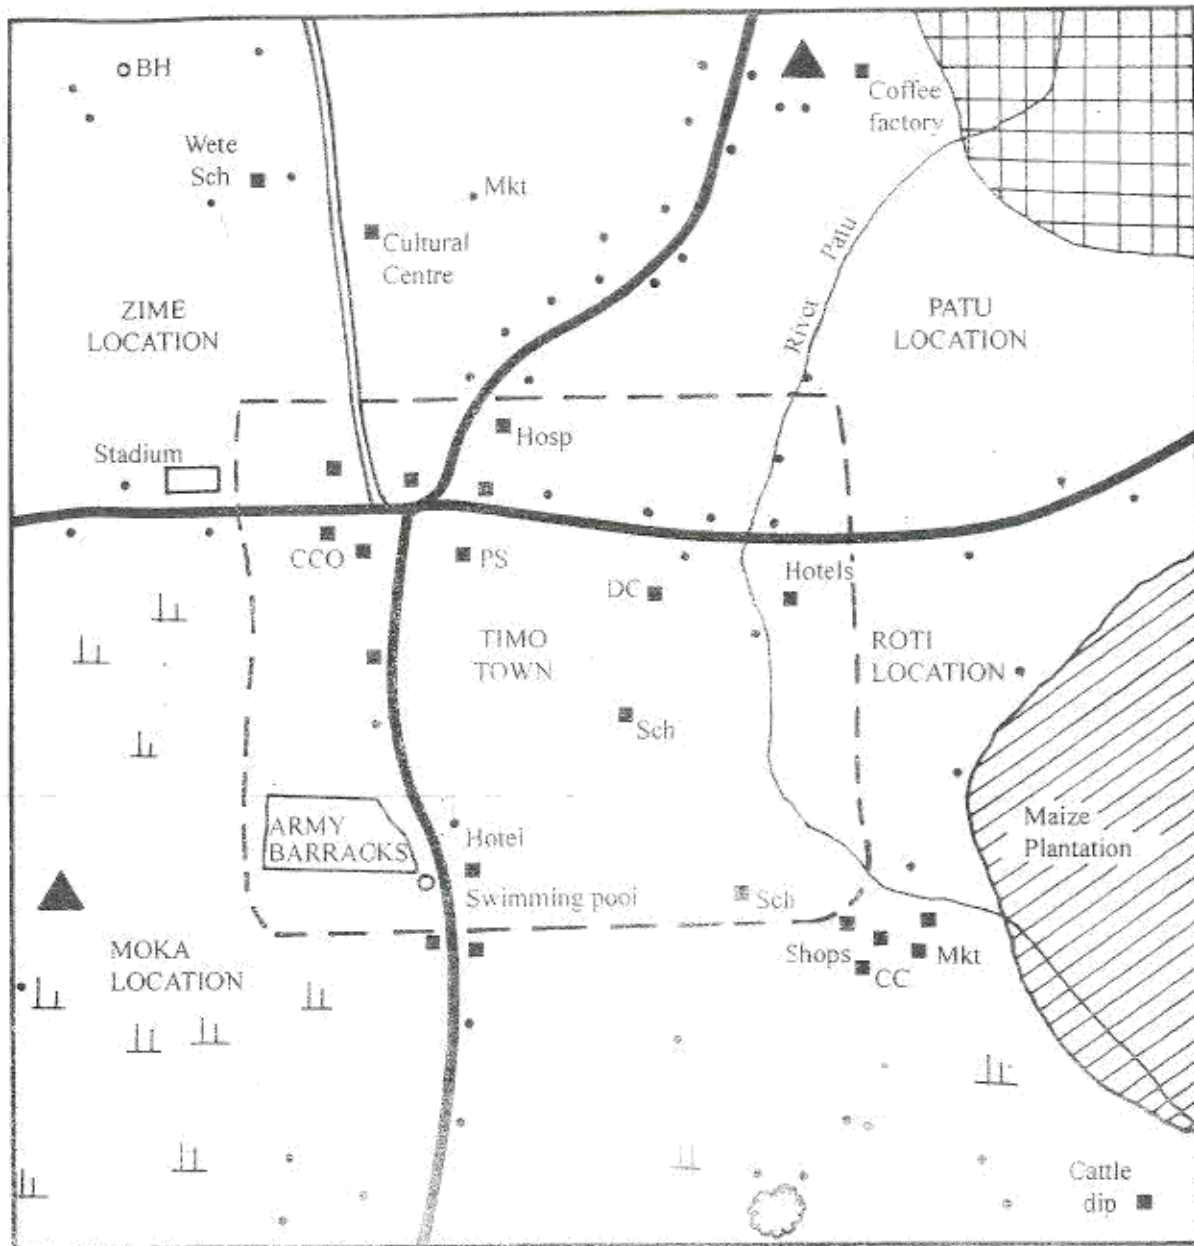 BH
Coffee
factory
Wete
Sch
Mkt
Cultural
Centre
River Patu
ZIME
LOCATION
PATU
LOCATION
Hosp
Stadium
CCO
PS
DC
Hotels
TIMO
TOWN
ROTI
LOCATION
Sch
ARMY
BARRACKS
Hotel
Maize
Plantation
Swimming pool
Sch
MOKA
LOCATION
Shops
CC
Mkt
Cattle
dip